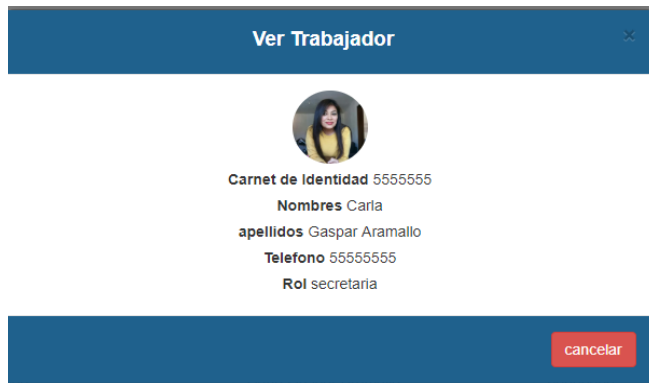 Ver Trabajador ×
Carnet de Identidad 5555555
Nombres Carla
apellidos Gaspar Aramallo
Telefono 55555555
Rol secretaria
cancelar